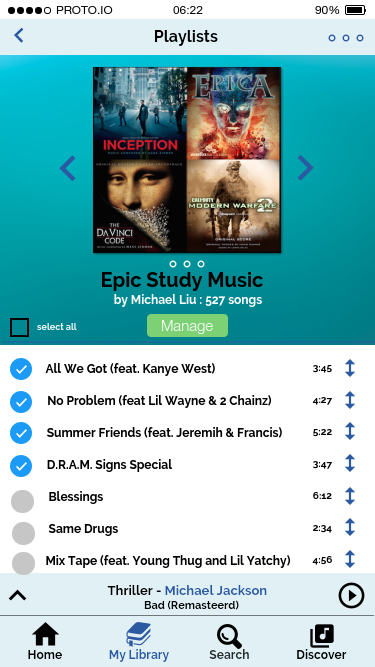 PROTO.IO 06:22 90%
Playlists
INCEPTION
EPICA
THE
DA VINCI
CODE
CALL OF DUTY
MODERN WARFARE 2
ORIGINAL SCORE
Epic Study Music
by Michael Liu : 527 songs
select all
Manage
All We Got (feat. Kanye West) 3:45
No Problem (feat Lil Wayne & 2 Chainz) 4:27
Summer Friends (feat. Jeremih & Francis) 5:22
D.R.A.M. Signs Special 3:47
Blessings 6:12
Same Drugs 2:34
Mix Tape (feat. Young Thug and Lil Yatchy) 4:56
Thriller - Michael Jackson
Bad (Remasteerd)
Home My Library Search Discover